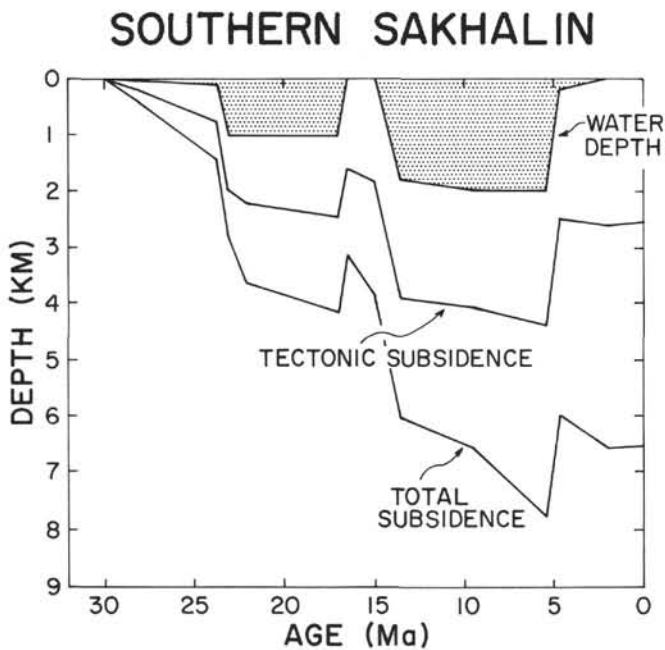 SOUTHERN SAKHALIN
0
1
2
3
4
5
6
7
8
9
DEPTH (KM)
WATER
DEPTH
TECTONIC SUBSIDENCE
TOTAL
SUBSIDENCE
30 25 20 15 10 5 0
AGE (Ma)